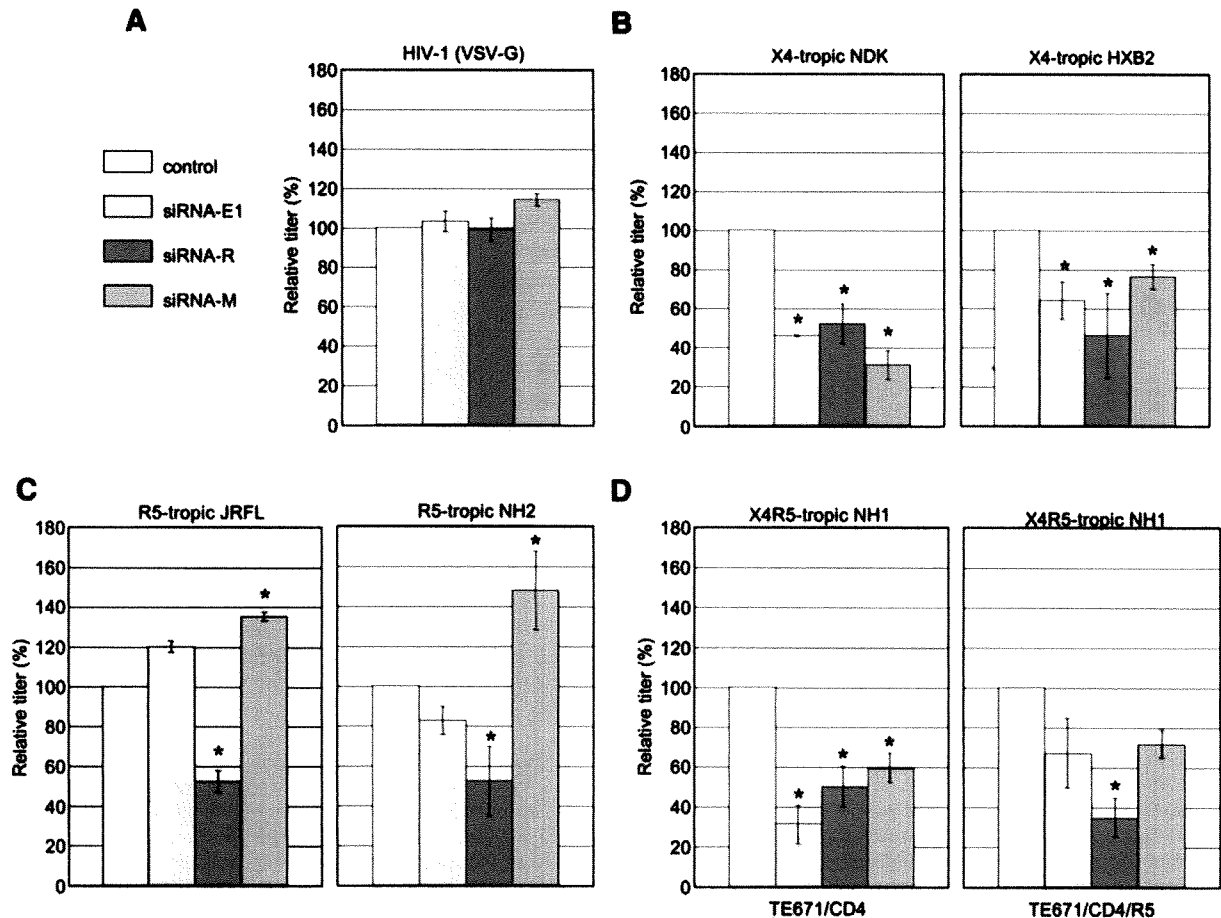 A
HIV-1 (VSV-G)
180
160
140
120
100
80
60
40
20
0
Relative titer (%)
control
siRNA-E1
siRNA-R
siRNA-M
B
X4-tropic NDK
180
160
140
120
100
80
60
40
20
0
Relative titer (%)
* * *
X4-tropic HXB2
* * *
C
R5-tropic JRFL
180
160
140
120
100
80
60
40
20
0
Relative titer (%)
* *
R5-tropic NH2
* *
D
X4R5-tropic NH1
180
160
140
120
100
80
60
40
20
0
Relative titer (%)
* * *
TE671/CD4
X4R5-tropic NH1
*
TE671/CD4/R5